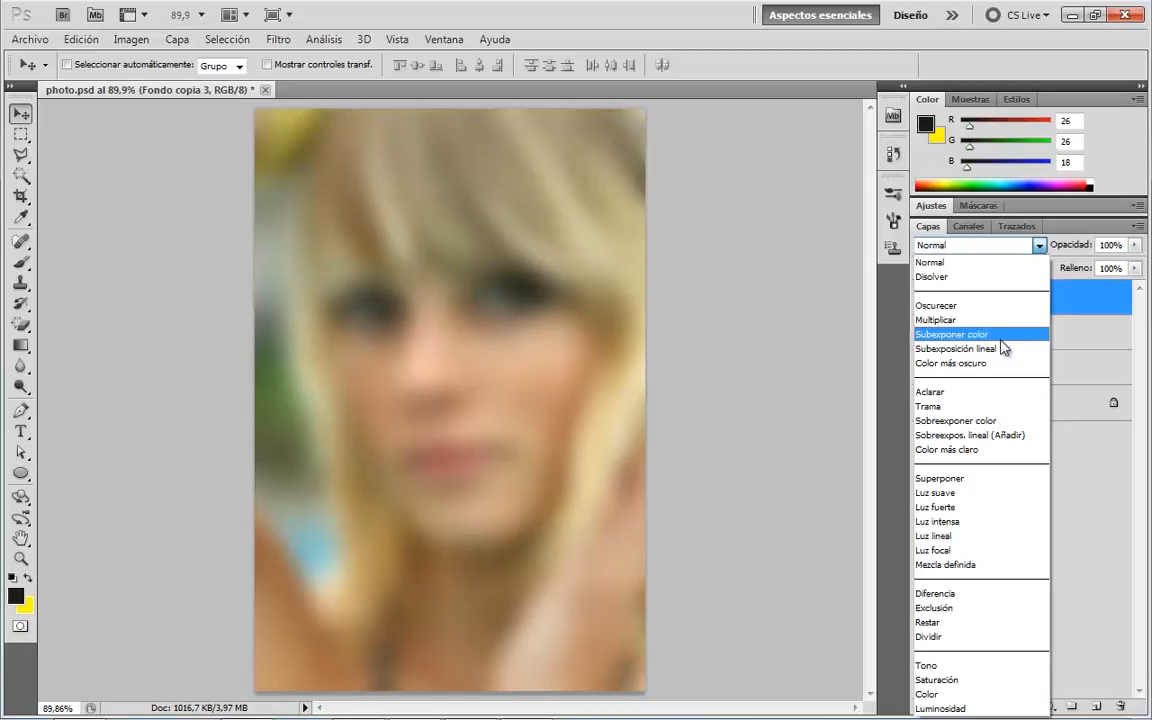 Ps Br Mb 89,9 Aspectos esenciales Diseño CS Live
Archivo Edición Imagen Capa Selección Filtro Análisis 3D Vista Ventana Ayuda
Seleccionar automáticamente: Grupo Mostrar controles transf.
photo.psd al 89,9% (Fondo copia 3, RGB/8) *
Color Muestras Estilos
Mb
R 26
G 26
B 18
Ajustes Máscaras
Capas Canales Trazados
Normal Opacidad: 100%
Relleno: 100%
Normal
Disolver
Oscurecer
Multiplicar
Subexponer color
Subexposición lineal
Color más oscuro
Aclarar
Trama
Sobreexponer color
Sobreexpos. lineal (Añadir)
Color más claro
Superponer
Luz suave
Luz fuerte
Luz intensa
Luz lineal
Luz focal
Mezcla definida
Diferencia
Exclusión
Restar
Dividir
Tono
Saturación
Color
Luminosidad
T
89,86% Doc: 1016,7 KB/3,97 MB